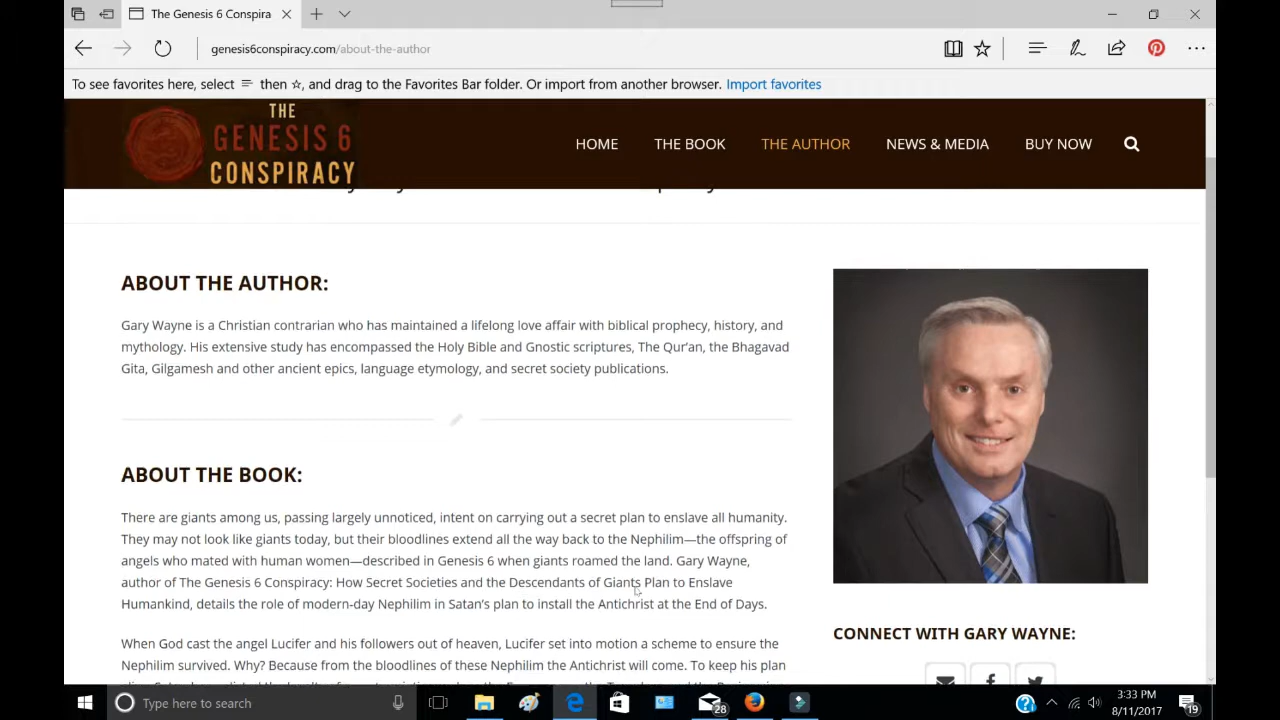 The Genesis 6 Conspira
genesis6conspiracy.com/about-the-author
To see favorites here, select then ☆, and drag to the Favorites Bar folder. Or import from another browser. Import favorites
THE
GENESIS 6
CONSPIRACY
HOME THE BOOK THE AUTHOR NEWS & MEDIA BUY NOW
ABOUT THE AUTHOR:
Gary Wayne is a Christian contrarian who has maintained a lifelong love affair with biblical prophecy, history, and
mythology. His extensive study has encompassed the Holy Bible and Gnostic scriptures, The Qur'an, the Bhagavad
Gita, Gilgamesh and other ancient epics, language etymology, and secret society publications.
ABOUT THE BOOK:
There are giants among us, passing largely unnoticed, intent on carrying out a secret plan to enslave all humanity.
They may not look like giants today, but their bloodlines extend all the way back to the Nephilim—the offspring of
angels who mated with human women—described in Genesis 6 when giants roamed the land. Gary Wayne,
author of The Genesis 6 Conspiracy: How Secret Societies and the Descendants of Giants Plan to Enslave
Humankind, details the role of modern-day Nephilim in Satan's plan to install the Antichrist at the End of Days.
When God cast the angel Lucifer and his followers out of heaven, Lucifer set into motion a scheme to ensure the
Nephilim survived. Why? Because from the bloodlines of these Nephilim the Antichrist will come. To keep his plan
CONNECT WITH GARY WAYNE:
Type here to search
28
3:33 PM
8/11/2017
19